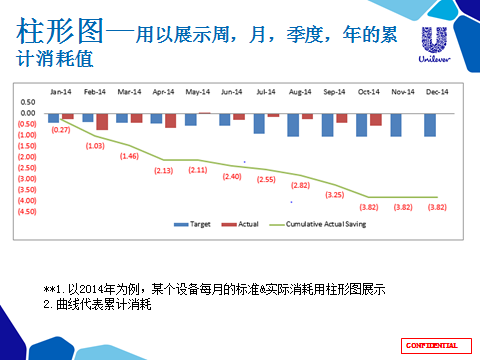 柱形图—用以展示周，月，季度，年的累
计消耗值
Unilever
Jan-14 Feb-14 Mar-14 Apr-14 May-14 Jun-14 Jul-14 Aug-14 Sep-14 Oct-14 Nov-14 Dec-14
0.50
0.00
(0.50)
(1.00)
(1.50)
(2.00)
(2.50)
(3.00)
(3.50)
(4.00)
(4.50)
(0.27) (1.03) (1.46) (2.13) (2.11) (2.40) (2.55) (2.82) (3.25) (3.82) (3.82) (3.82)
Target Actual Cumulative Actual Saving
**1.以2014年为例，某个设备每月的标准&实际消耗用柱形图展示
2.曲线代表累计消耗
CONFIDENTIAL